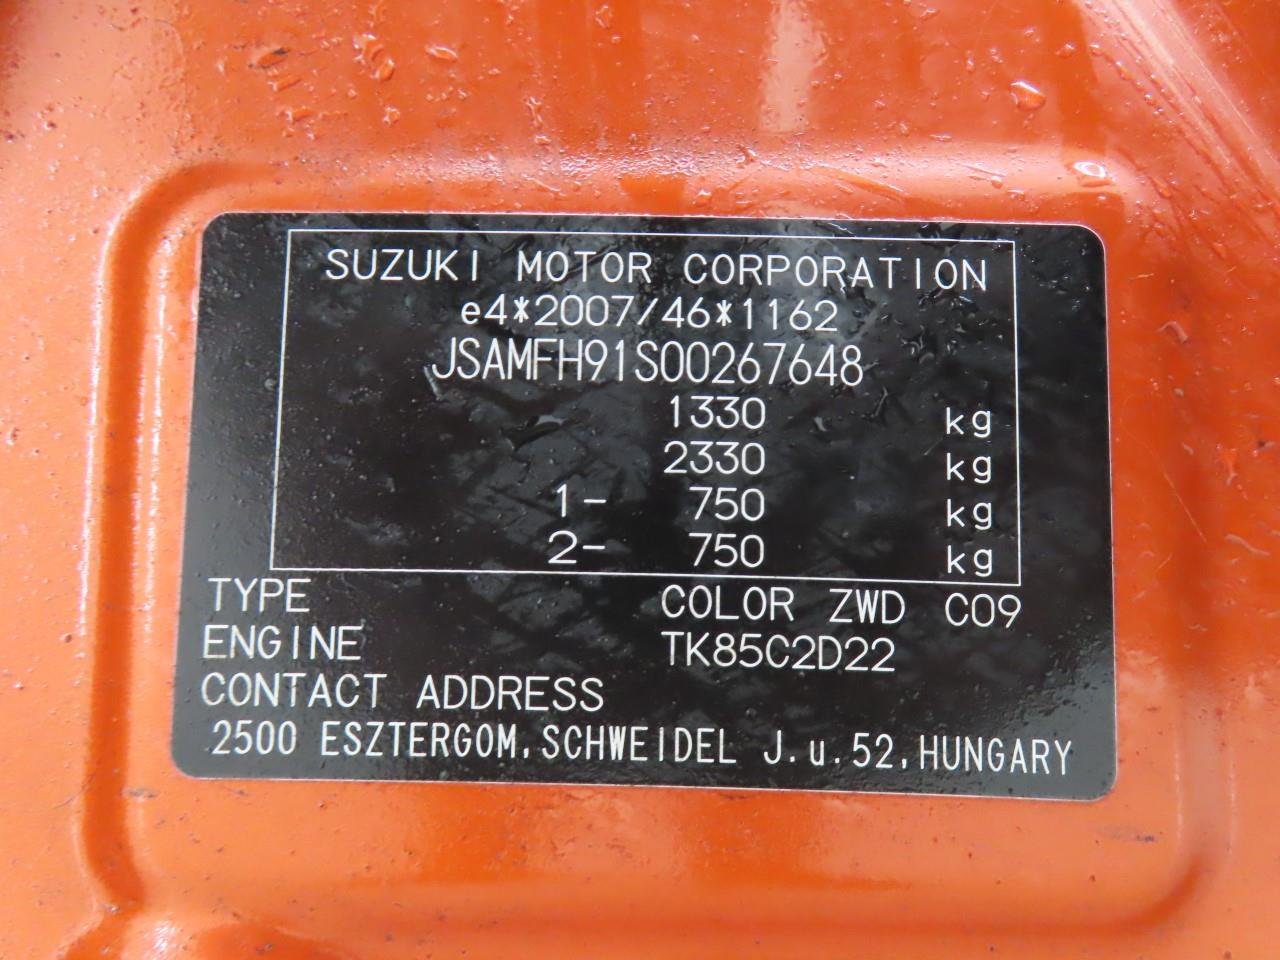 SUZUKI MOTOR CORPORATION
e4*2007/46*1162
JSAMFH91S00267648
1330 kg
2330 kg
1- 750 kg
2- 750 kg
TYPE COLOR ZWD C09
ENGINE TK85C2D22
CONTACT ADDRESS
2500 ESZTERGOM, SCHWEIDEL J.u.52, HUNGARY